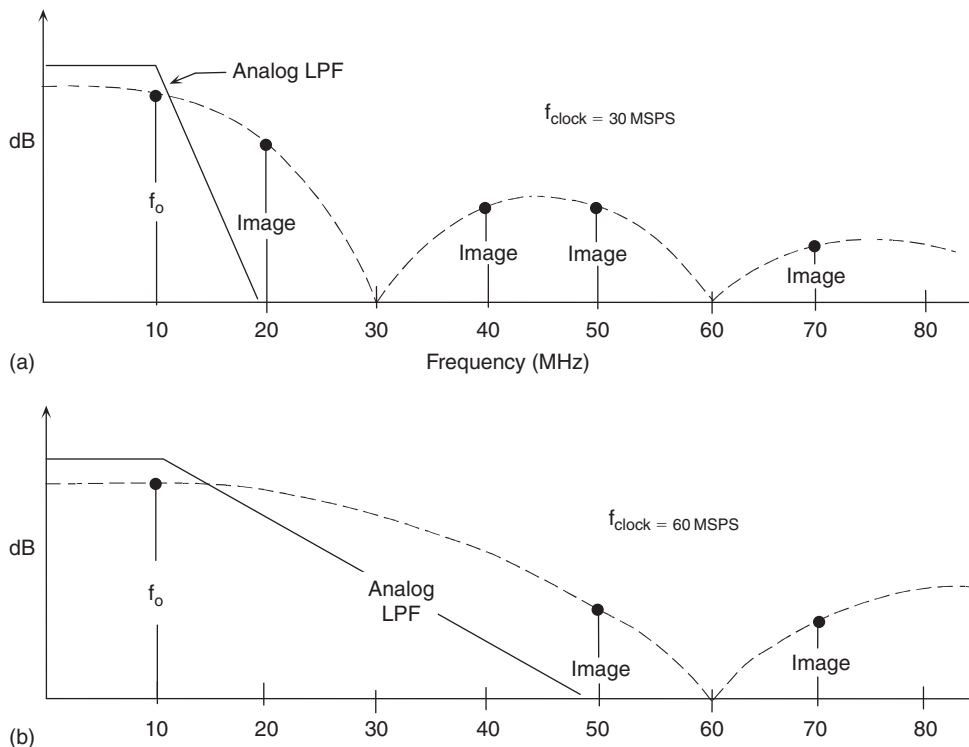 Analog LPF
f_clock = 30 MSPS
dB
f_o
Image
Image
Image
Image
10 20 30 40 50 60 70 80
(a)
Frequency (MHz)
f_clock = 60 MSPS
dB
f_o
Analog
LPF
Image
Image
10 20 30 40 50 60 70 80
(b)